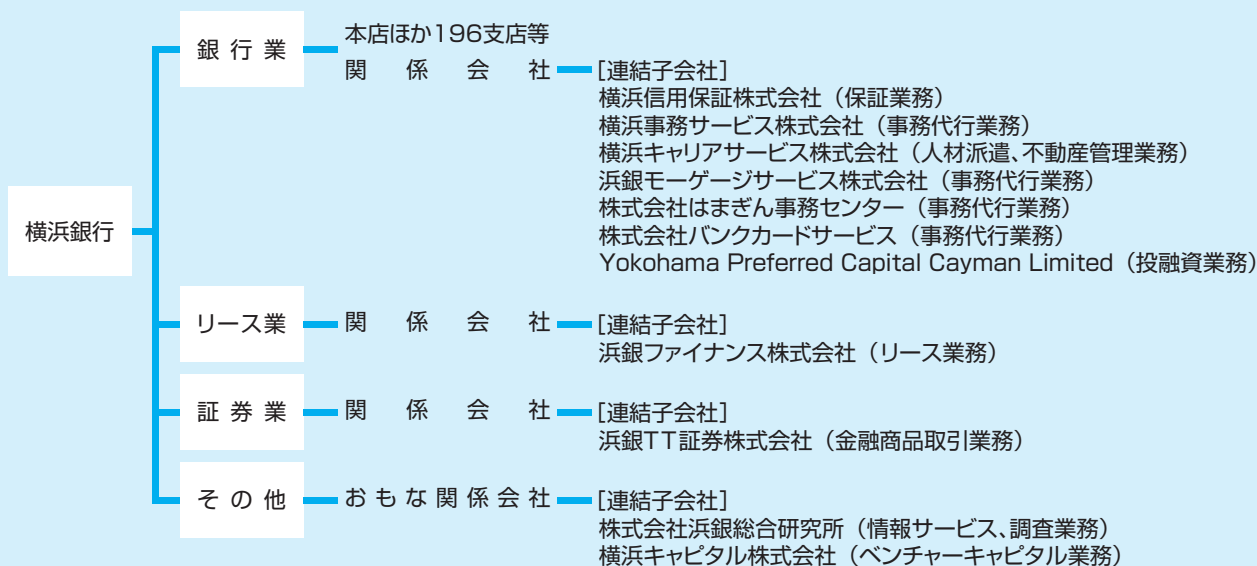 横浜銀行
銀行業
本店ほか196支店等
関係会社
[連結子会社]
横浜信用保証株式会社（保証業務）
横浜事務サービス株式会社（事務代行業務）
横浜キャリアサービス株式会社（人材派遣、不動産管理業務）
浜銀モーゲージサービス株式会社（事務代行業務）
株式会社はまぎん事務センター（事務代行業務）
株式会社バンクカードサービス（事務代行業務）
Yokohama Preferred Capital Cayman Limited（投融資業務）
リース業
関係会社
[連結子会社]
浜銀ファイナンス株式会社（リース業務）
証券業
関係会社
[連結子会社]
浜銀TT証券株式会社（金融商品取引業務）
その他
おもな関係会社
[連結子会社]
株式会社浜銀総合研究所（情報サービス、調査業務）
横浜キャピタル株式会社（ベンチャーキャピタル業務）